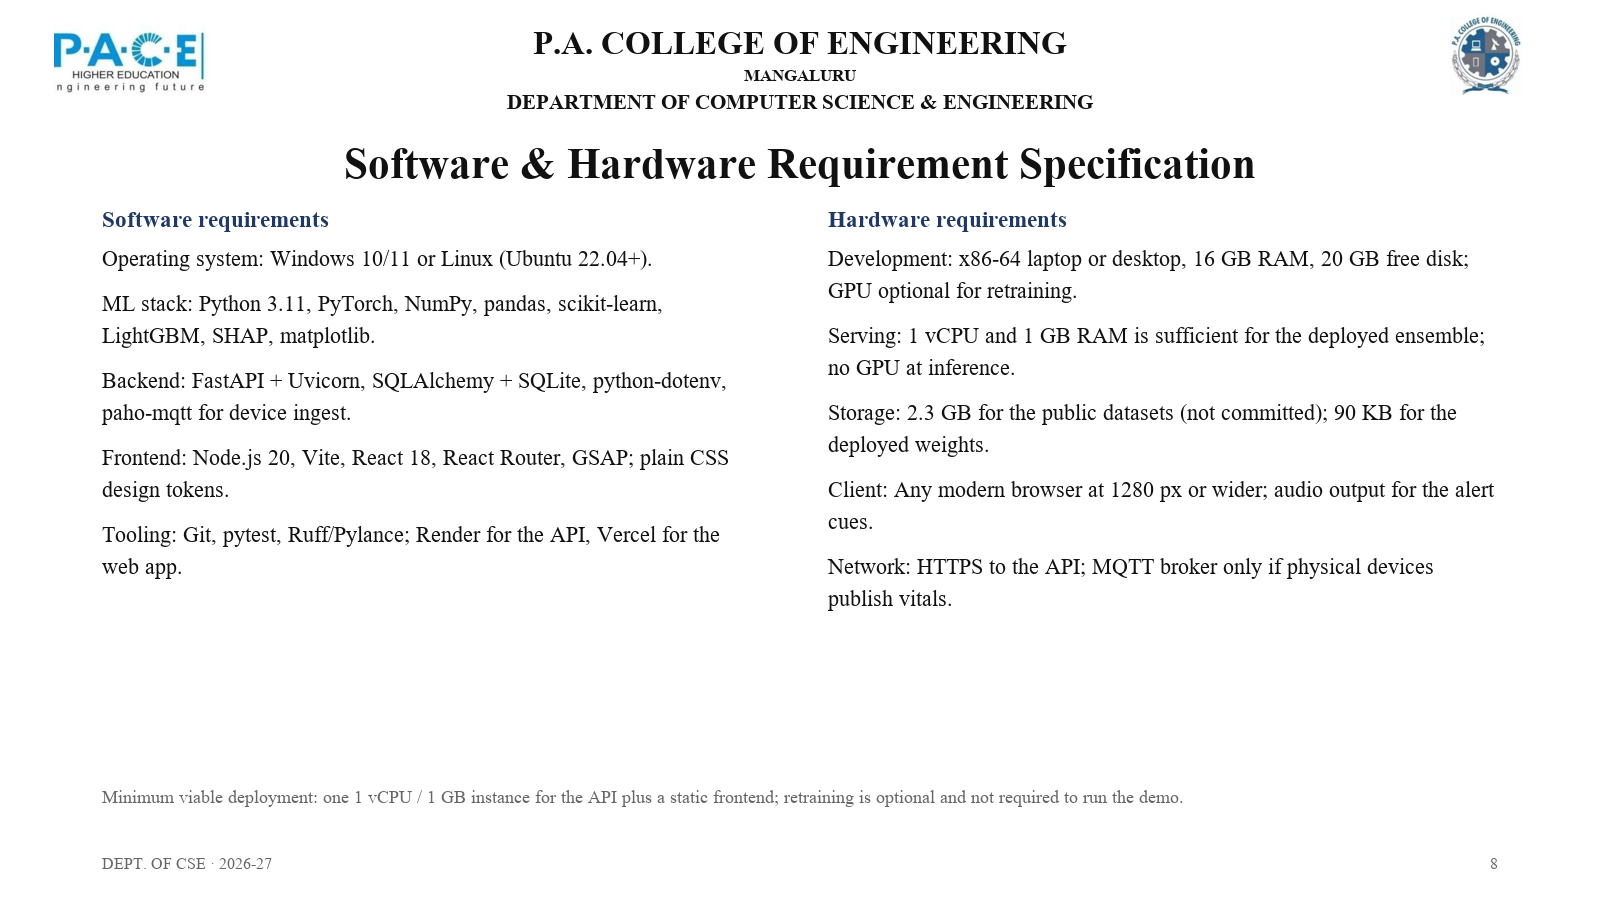 P·A·C·E
HIGHER EDUCATION
ngineering future
P.A. COLLEGE OF ENGINEERING
MANGALURU
DEPARTMENT OF COMPUTER SCIENCE & ENGINEERING
P.A. COLLEGE OF ENGINEERING
Software & Hardware Requirement Specification
Software requirements
Operating system: Windows 10/11 or Linux (Ubuntu 22.04+).
ML stack: Python 3.11, PyTorch, NumPy, pandas, scikit-learn,
LightGBM, SHAP, matplotlib.
Backend: FastAPI + Uvicorn, SQLAlchemy + SQLite, python-dotenv,
paho-mqtt for device ingest.
Frontend: Node.js 20, Vite, React 18, React Router, GSAP; plain CSS
design tokens.
Tooling: Git, pytest, Ruff/Pylance; Render for the API, Vercel for the
web app.
Hardware requirements
Development: x86-64 laptop or desktop, 16 GB RAM, 20 GB free disk;
GPU optional for retraining.
Serving: 1 vCPU and 1 GB RAM is sufficient for the deployed ensemble;
no GPU at inference.
Storage: 2.3 GB for the public datasets (not committed); 90 KB for the
deployed weights.
Client: Any modern browser at 1280 px or wider; audio output for the alert
cues.
Network: HTTPS to the API; MQTT broker only if physical devices
publish vitals.
Minimum viable deployment: one 1 vCPU / 1 GB instance for the API plus a static frontend; retraining is optional and not required to run the demo.
DEPT. OF CSE · 2026-27
8